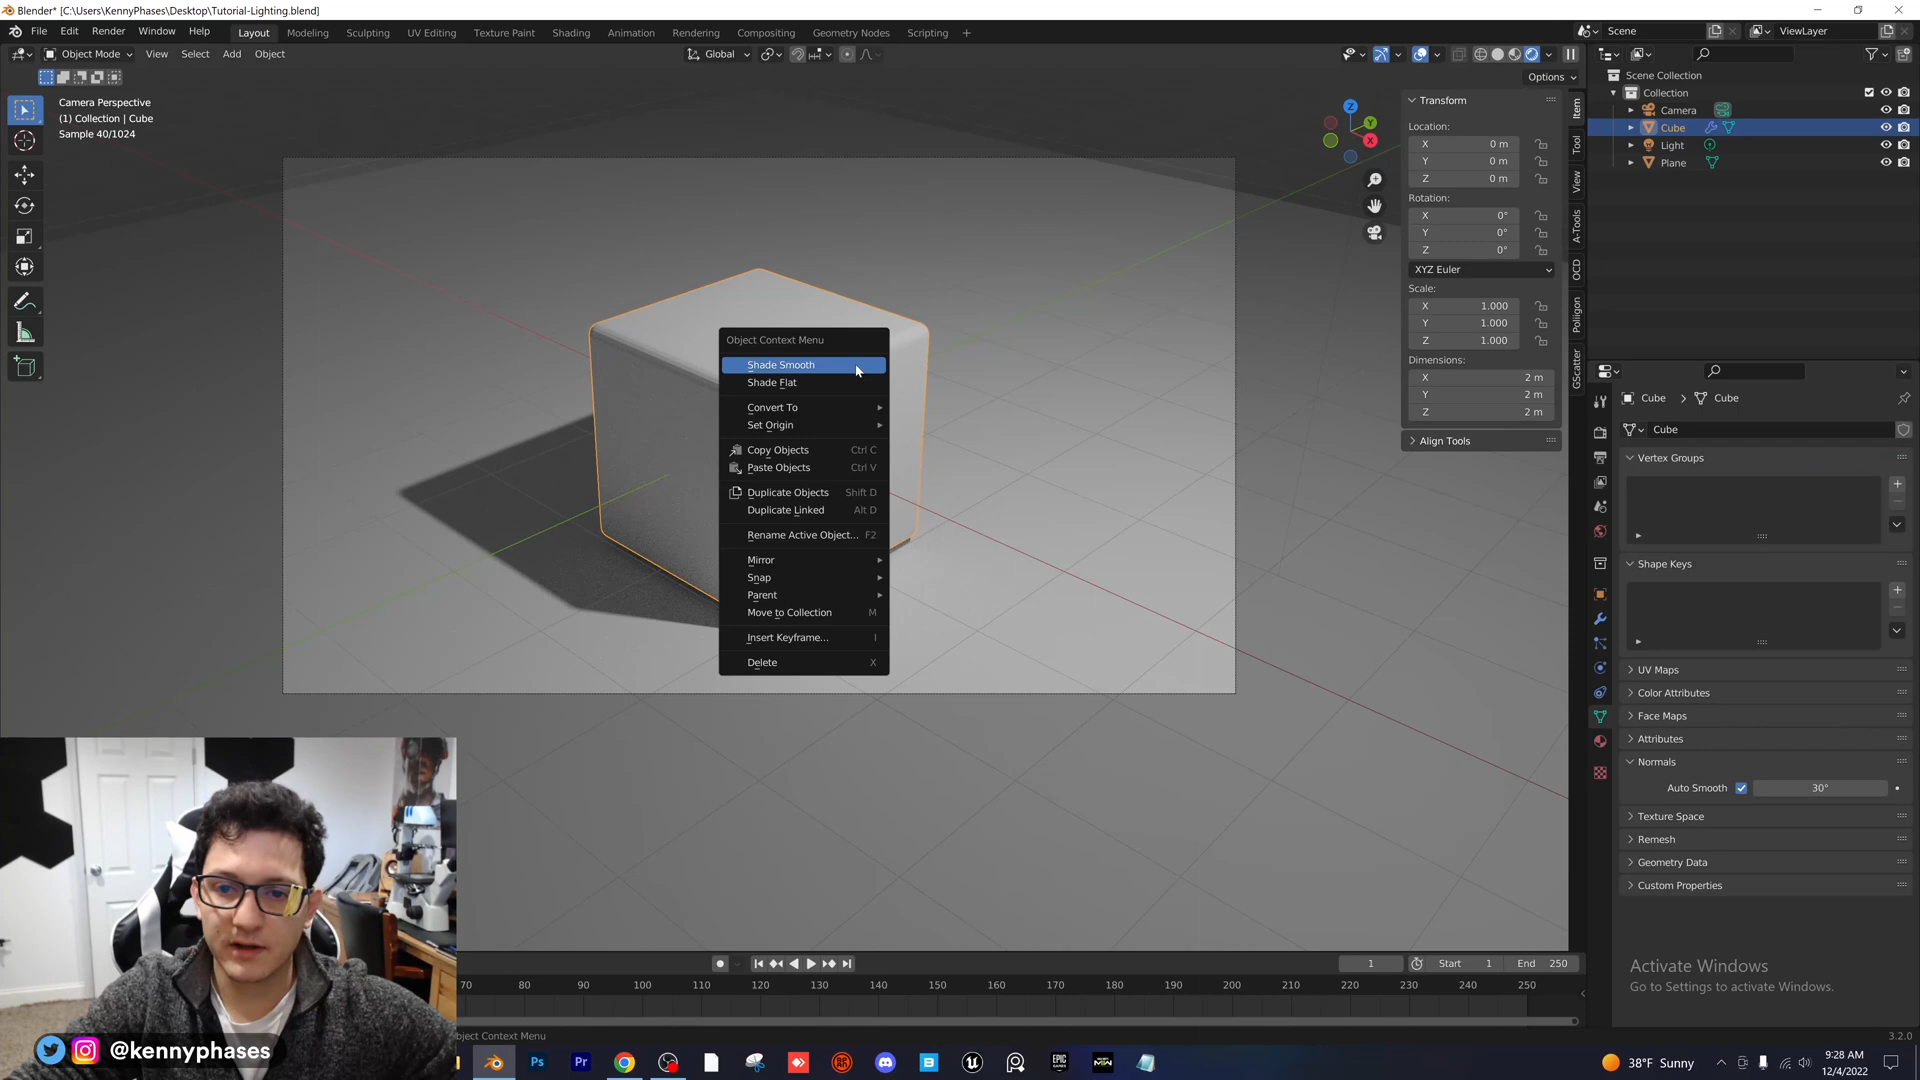 Blender* [C:\Users\KennyPhases\Desktop\Tutorial-Lighting.blend]
File Edit Render Window Help Layout Modeling Sculpting UV Editing Texture Paint Shading Animation Rendering Compositing Geometry Nodes Scripting + Scene ViewLayer
Object Mode View Select Add Object Global
Options
Camera Perspective
(1) Collection | Cube
Sample 40/1024
Z
Y
X
Object Context Menu
Shade Smooth
Shade Flat
Convert To
Set Origin
Copy Objects Ctrl C
Paste Objects Ctrl V
Duplicate Objects Shift D
Duplicate Linked Alt D
Rename Active Object... F2
Mirror
Snap
Parent
Move to Collection M
Insert Keyframe... I
Delete X
Transform
Location:
X 0 m
Y 0 m
Z 0 m
Rotation:
X 0°
Y 0°
Z 0°
XYZ Euler
Scale:
X 1.000
Y 1.000
Z 1.000
Dimensions:
X 2 m
Y 2 m
Z 2 m
Align Tools
Item
Tool
View
A-Tools
OCD
Poliigon
GScatter
Scene Collection
Collection
Camera
Cube
Light
Plane
Cube > Cube
Cube
Vertex Groups
Shape Keys
UV Maps
Color Attributes
Face Maps
Attributes
Normals
Auto Smooth 30°
Texture Space
Remesh
Geometry Data
Custom Properties
Activate Windows
Go to Settings to activate Windows.
1 Start 1 End 250
70 80 90 100 110 120 130 140 150 160 170 180 190 200 210 220 230 240 250
bject Context Menu
3.2.0
@kennyphases
Ps Pr
EPIC GAMES
38°F Sunny
9:28 AM
12/4/2022